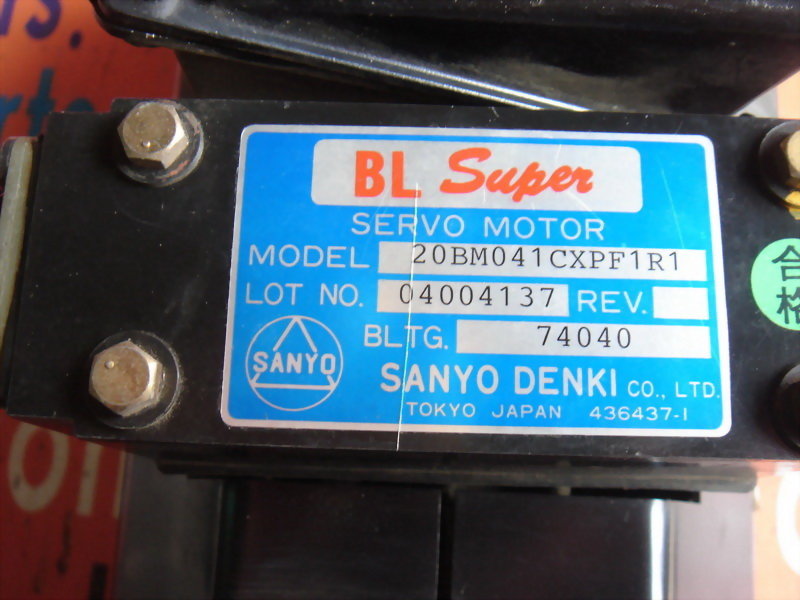 BL Super
SERVO MOTOR
MODEL 20BM041CXPF1R1
LOT NO. 04004137 REV.
BLTG. 74040
SANYO
SANYO DENKI CO., LTD.
TOKYO JAPAN 436437-1
合格